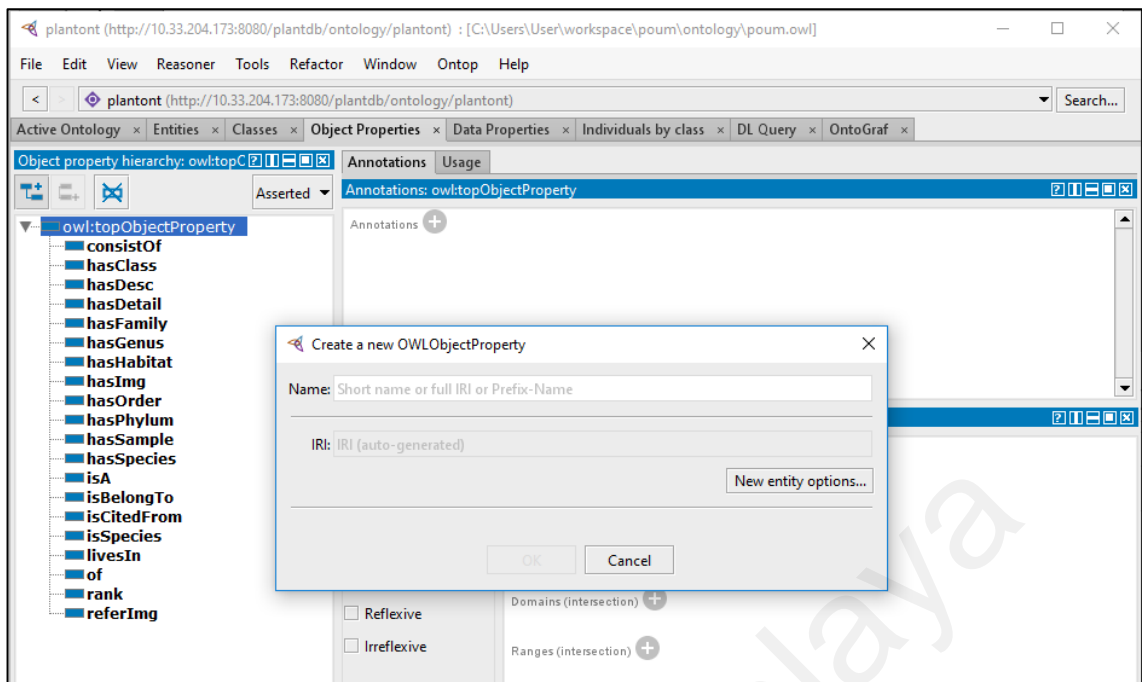 plantont (http://10.33.204.173:8080/plantdb/ontology/plantont) : [C:\Users\User\workspace\poum\ontology\poum.owl]
File Edit View Reasoner Tools Refactor Window Ontop Help
< > plantont (http://10.33.204.173:8080/plantdb/ontology/plantont) Search...
Active Ontology × Entities × Classes × Object Properties × Data Properties × Individuals by class × DL Query × OntoGraf ×
Object property hierarchy: owl:topC
Asserted
owl:topObjectProperty
consistOf
hasClass
hasDesc
hasDetail
hasFamily
hasGenus
hasHabitat
hasImg
hasOrder
hasPhylum
hasSample
hasSpecies
isA
isBelongTo
isCitedFrom
isSpecies
livesIn
of
rank
referImg
Annotations Usage
Annotations: owl:topObjectProperty
Annotations
Create a new OWLObjectProperty
Name: Short name or full IRI or Prefix-Name
IRI: IRI (auto-generated)
New entity options...
OK Cancel
Reflexive
Irreflexive
Domains (intersection)
Ranges (intersection)
laya